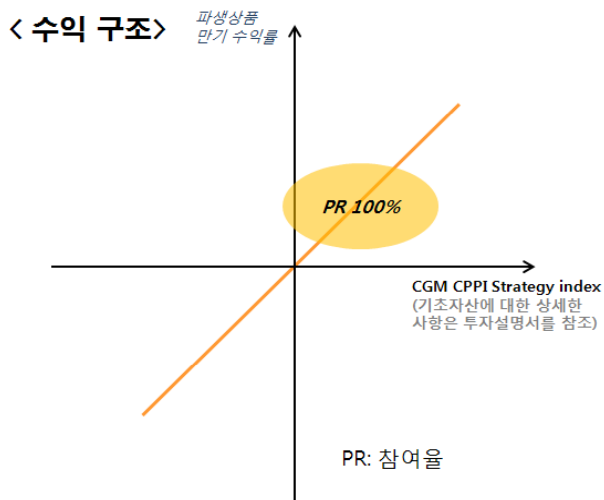 < 수익 구조>
파생상품
만기 수익률
PR 100%
CGM CPPI Strategy index
(기초자산에 대한 상세한
사항은 투자설명서를 참조)
PR: 참여율